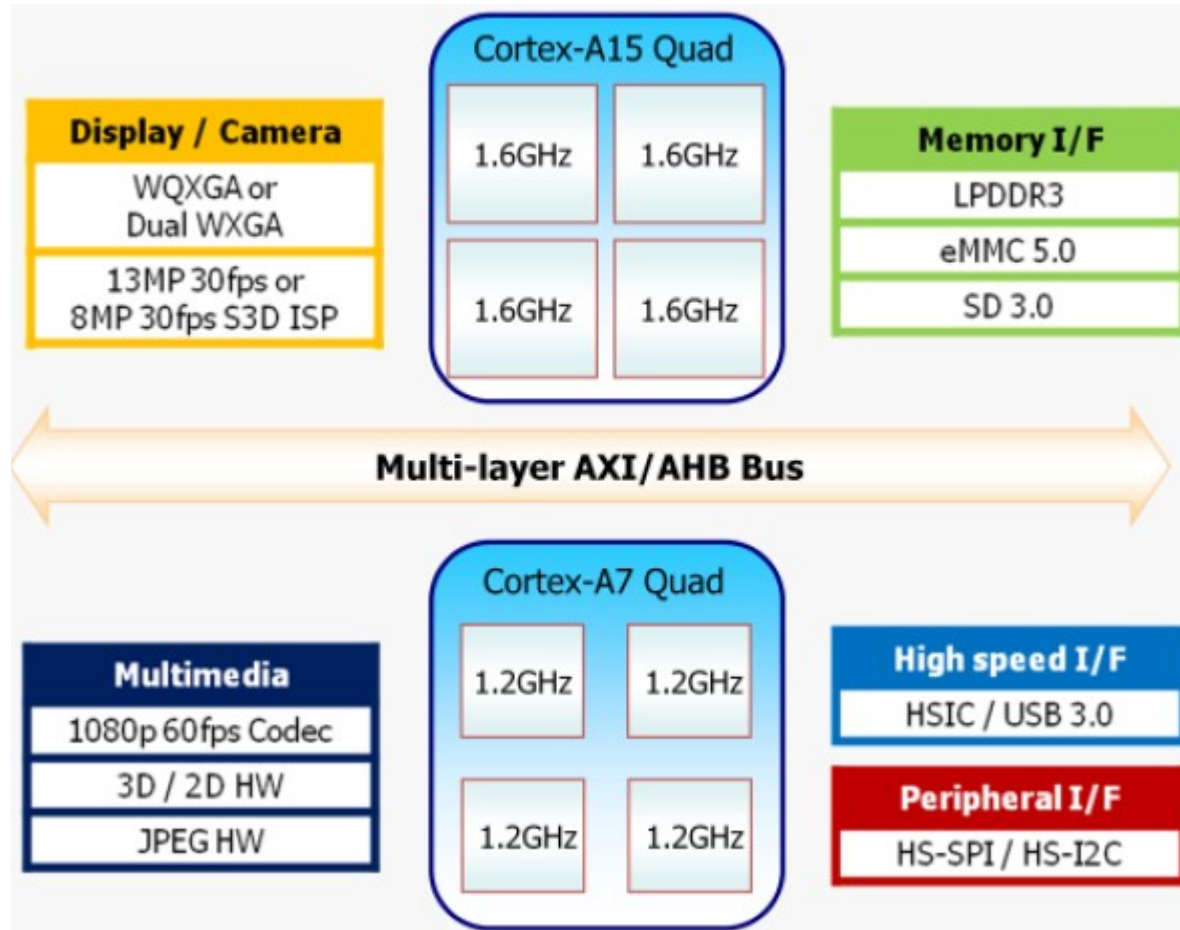 Cortex-A15 Quad
1.6GHz 1.6GHz
1.6GHz 1.6GHz
Display / Camera
WQXGA or
Dual WXGA
13MP 30fps or
8MP 30fps S3D ISP
Memory I/F
LPDDR3
eMMC 5.0
SD 3.0
Multi-layer AXI/AHB Bus
Cortex-A7 Quad
1.2GHz 1.2GHz
1.2GHz 1.2GHz
Multimedia
1080p 60fps Codec
3D / 2D HW
JPEG HW
High speed I/F
HSIC / USB 3.0
Peripheral I/F
HS-SPI / HS-I2C